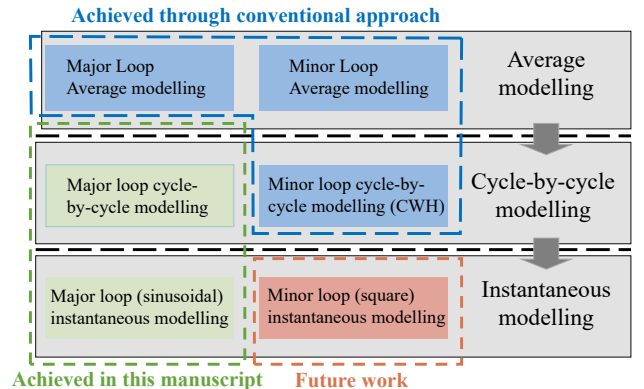 Achieved through conventional approach
Major Loop
Average modelling
Minor Loop
Average modelling
Average
modelling
Major loop cycle-
by-cycle modelling
Minor loop cycle-by-
cycle modelling (CWH)
Cycle-by-cycle
modelling
Major loop (sinusoidal)
instantaneous modelling
Minor loop (square)
instantaneous modelling
Instantaneous
modelling
Achieved in this manuscript
Future work